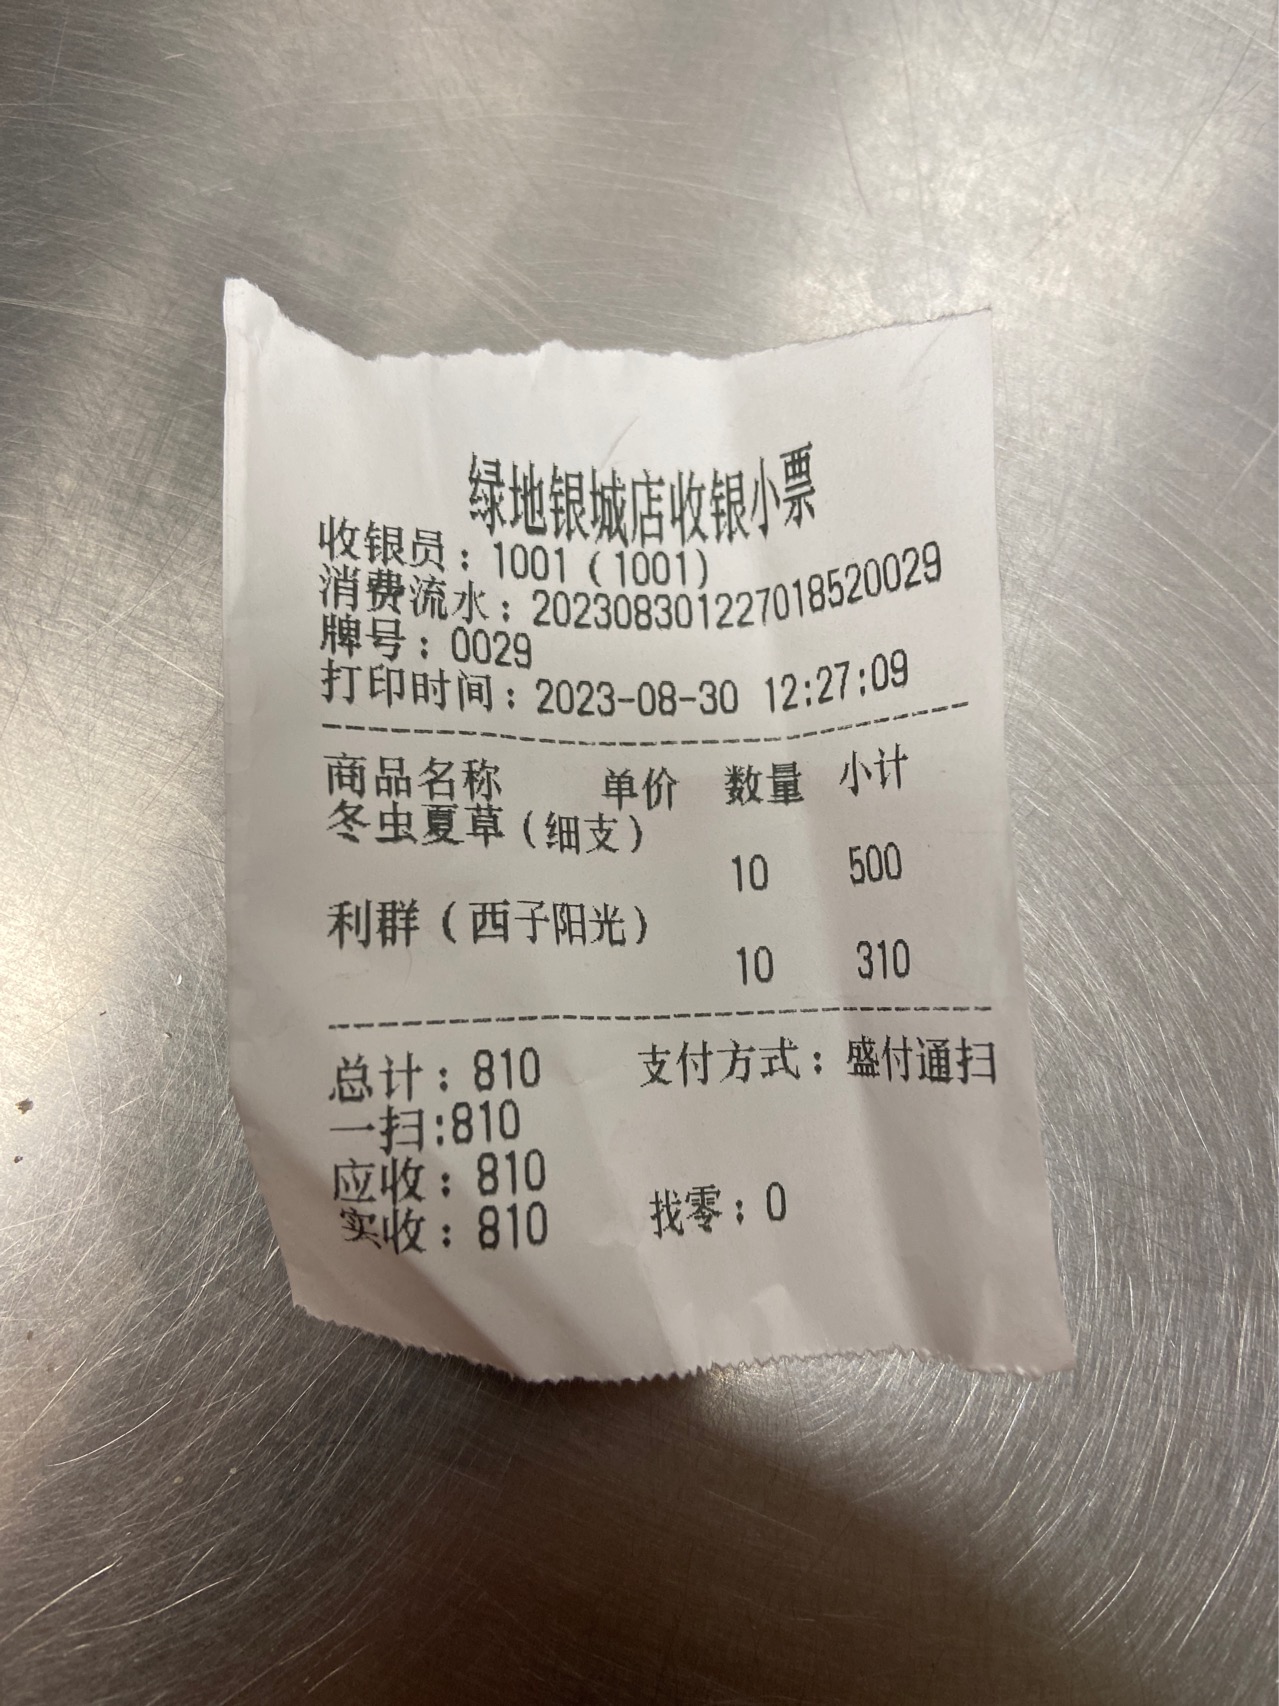 绿地银城店收银小票
收银员：1001（1001）
消费流水：202308301227018520029
牌号：0029
打印时间：2023-08-30 12:27:09
商品名称 单价 数量 小计
冬虫夏草（细支）
10 500
利群（西子阳光）
10 310
总计：810 支付方式：盛付通扫
一扫:810
应收：810
实收：810 找零：0